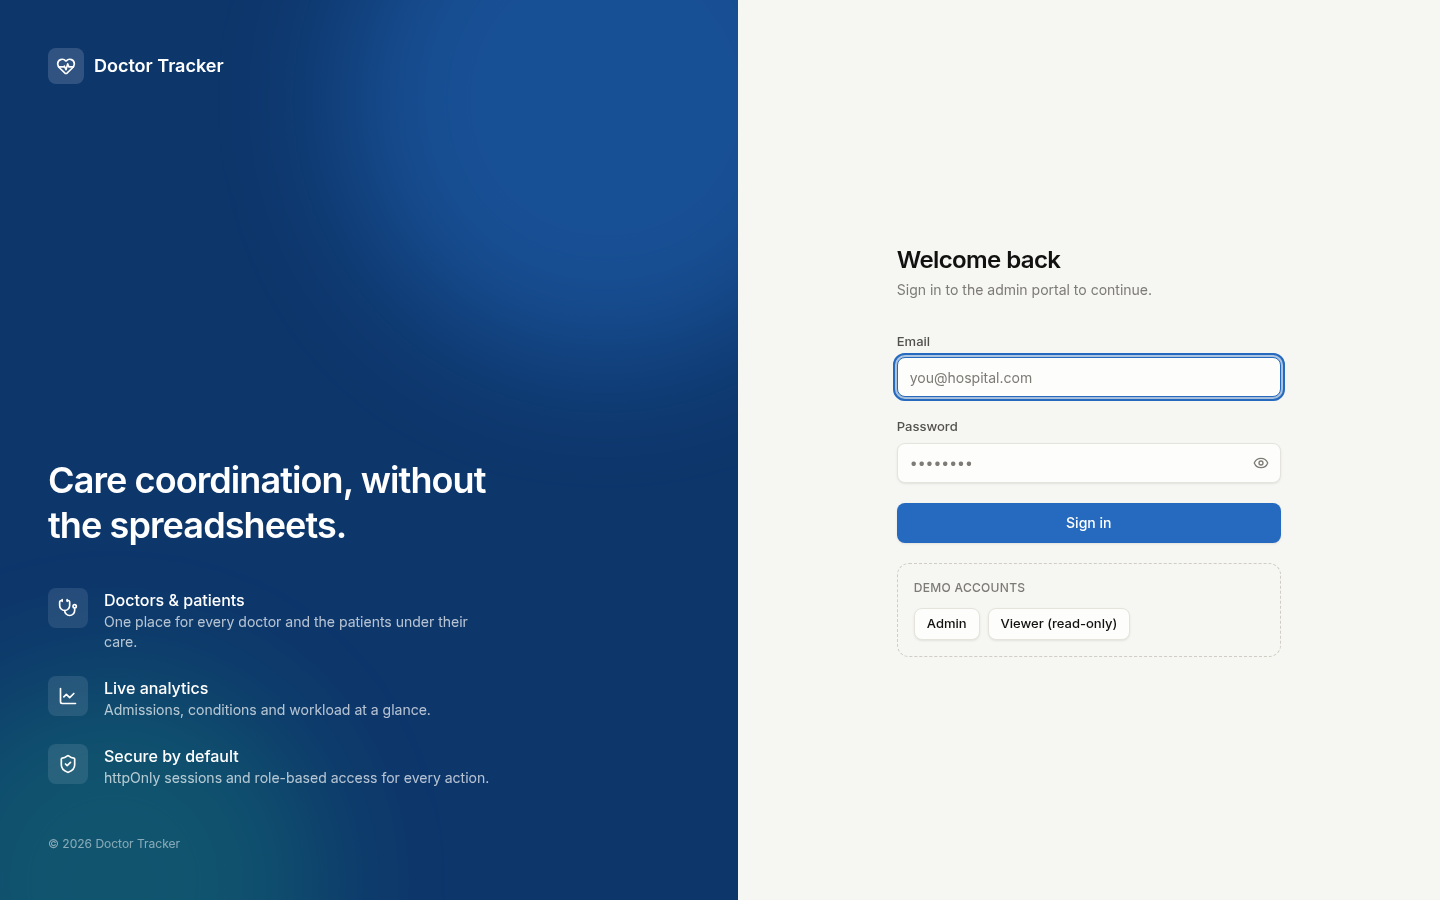 Doctor Tracker
Care coordination, without
the spreadsheets.
Doctors & patients
One place for every doctor and the patients under their
care.
Live analytics
Admissions, conditions and workload at a glance.
Secure by default
httpOnly sessions and role-based access for every action.
© 2026 Doctor Tracker
Welcome back
Sign in to the admin portal to continue.
Email
you@hospital.com
Password
••••••••
Sign in
DEMO ACCOUNTS
Admin
Viewer (read-only)